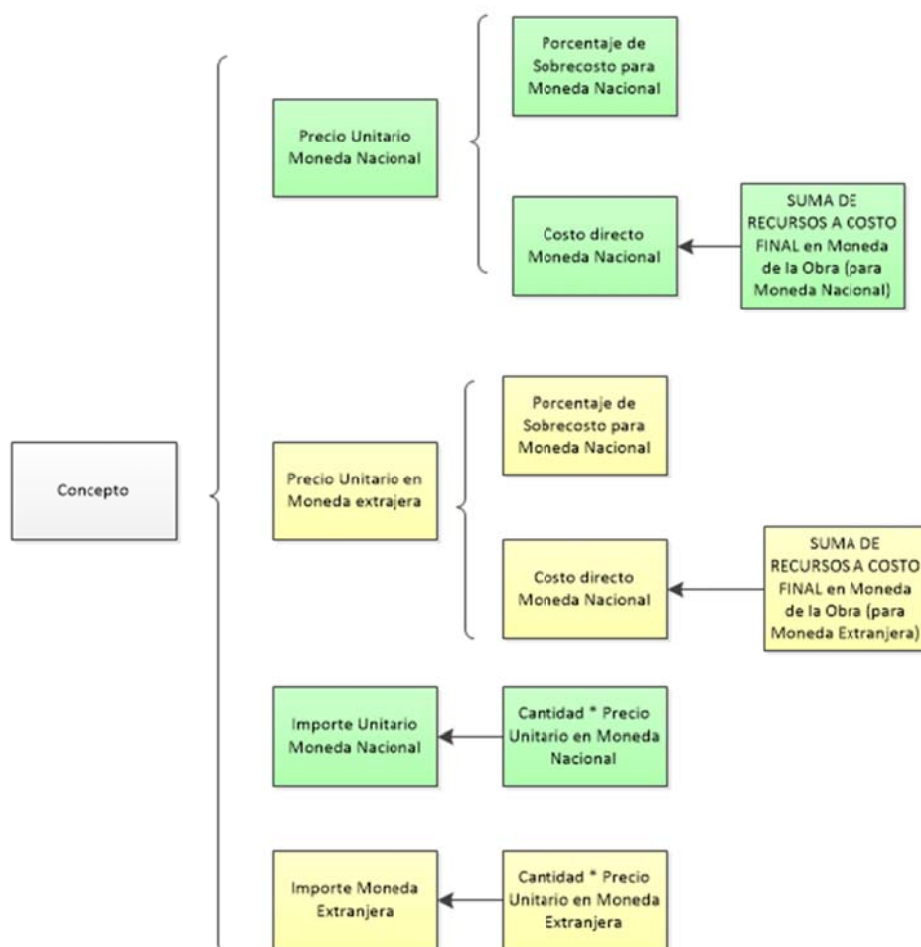 Porcentaje de
Sobrecosto para
Moneda Nacional
Precio Unitario
Moneda Nacional
Costo directo
Moneda Nacional
SUMA DE
RECURSOS A COSTO
FINAL en Moneda
de la Obra (para
Moneda Nacional)
Concepto
Precio Unitario en
Moneda extrajera
Porcentaje de
Sobrecosto para
Moneda Nacional
Costo directo
Moneda Nacional
SUMA DE
RECURSOS A COSTO
FINAL en Moneda
de la Obra (para
Moneda Extranjera)
Importe Unitario
Moneda Nacional
Cantidad * Precio
Unitario en Moneda
Nacional
Importe Moneda
Extranjera
Cantidad * Precio
Unitario en Moneda
Extranjera